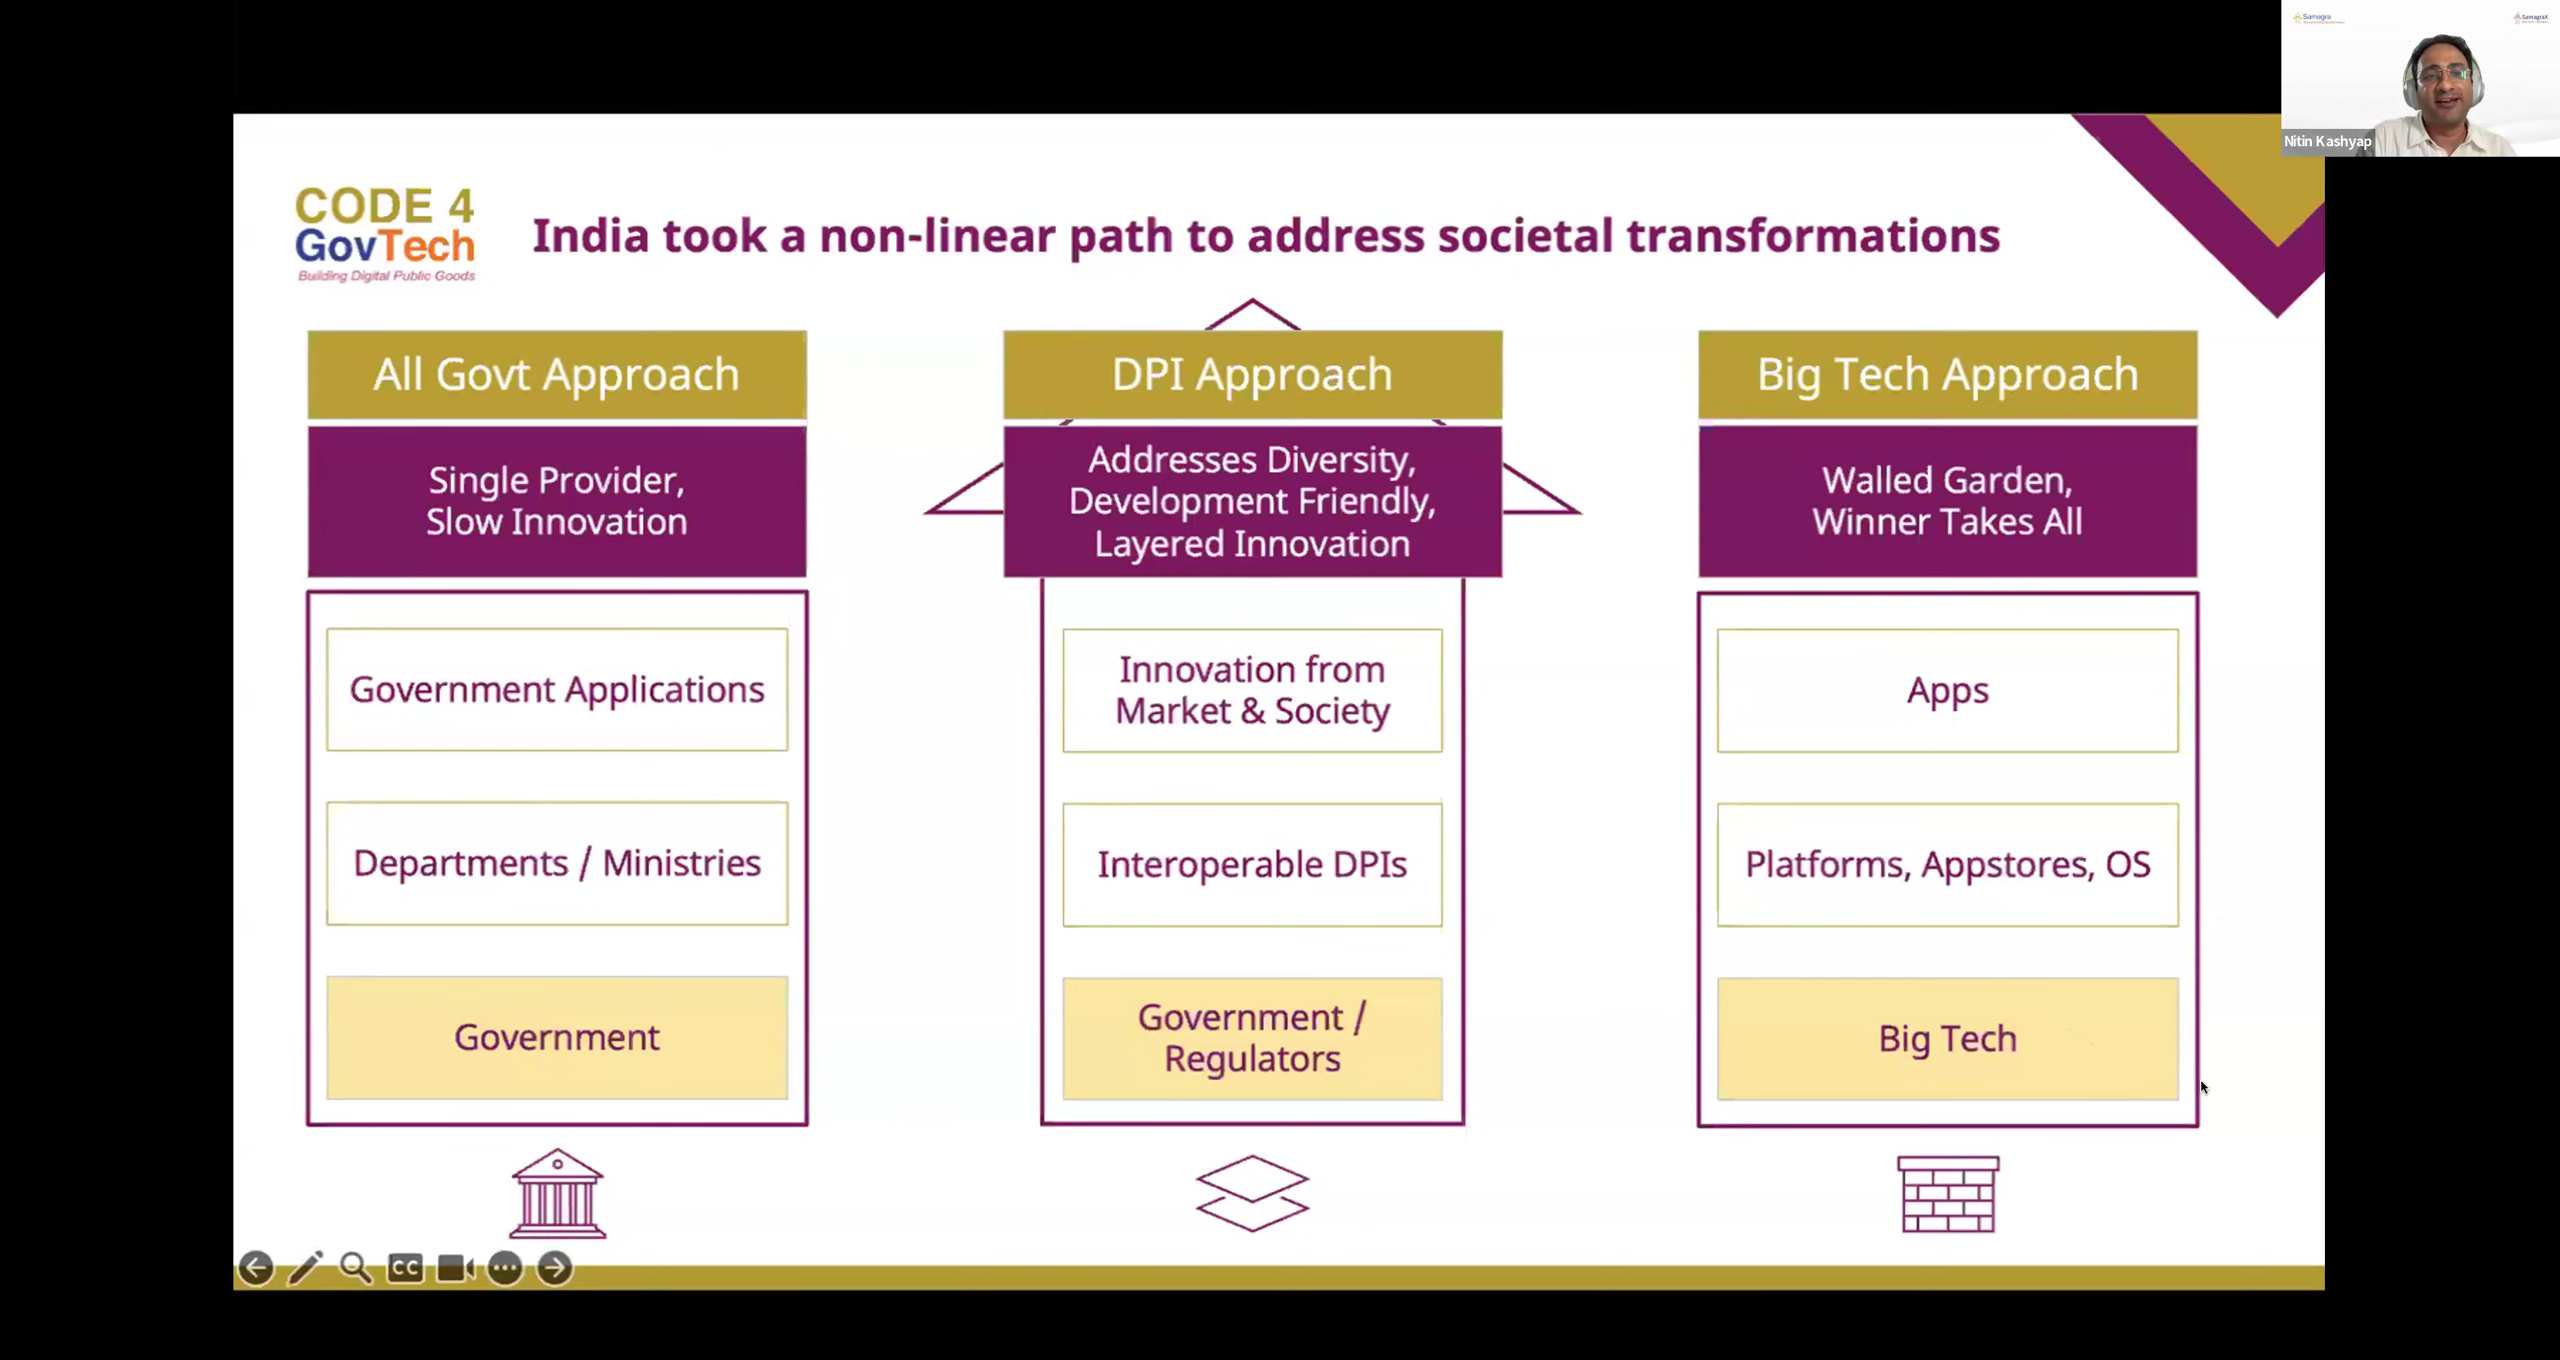 Samagra
SamagraX
Nitin Kashyap
CODE 4
GovTech
Building Digital Public Goods
India took a non-linear path to address societal transformations
All Govt Approach
Single Provider,
Slow Innovation
Government Applications
Departments / Ministries
Government
DPI Approach
Addresses Diversity,
Development Friendly,
Layered Innovation
Innovation from
Market & Society
Interoperable DPIs
Government /
Regulators
Big Tech Approach
Walled Garden,
Winner Takes All
Apps
Platforms, Appstores, OS
Big Tech
CC